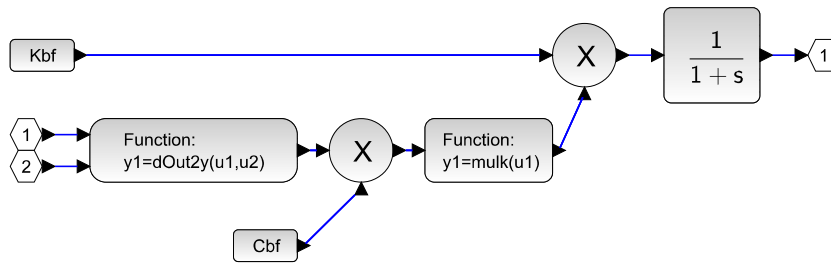 Kbf
X
1
1 + s
1
1
2
Function:
y1=dOut2y(u1,u2)
X
Function:
y1=mulk(u1)
Cbf